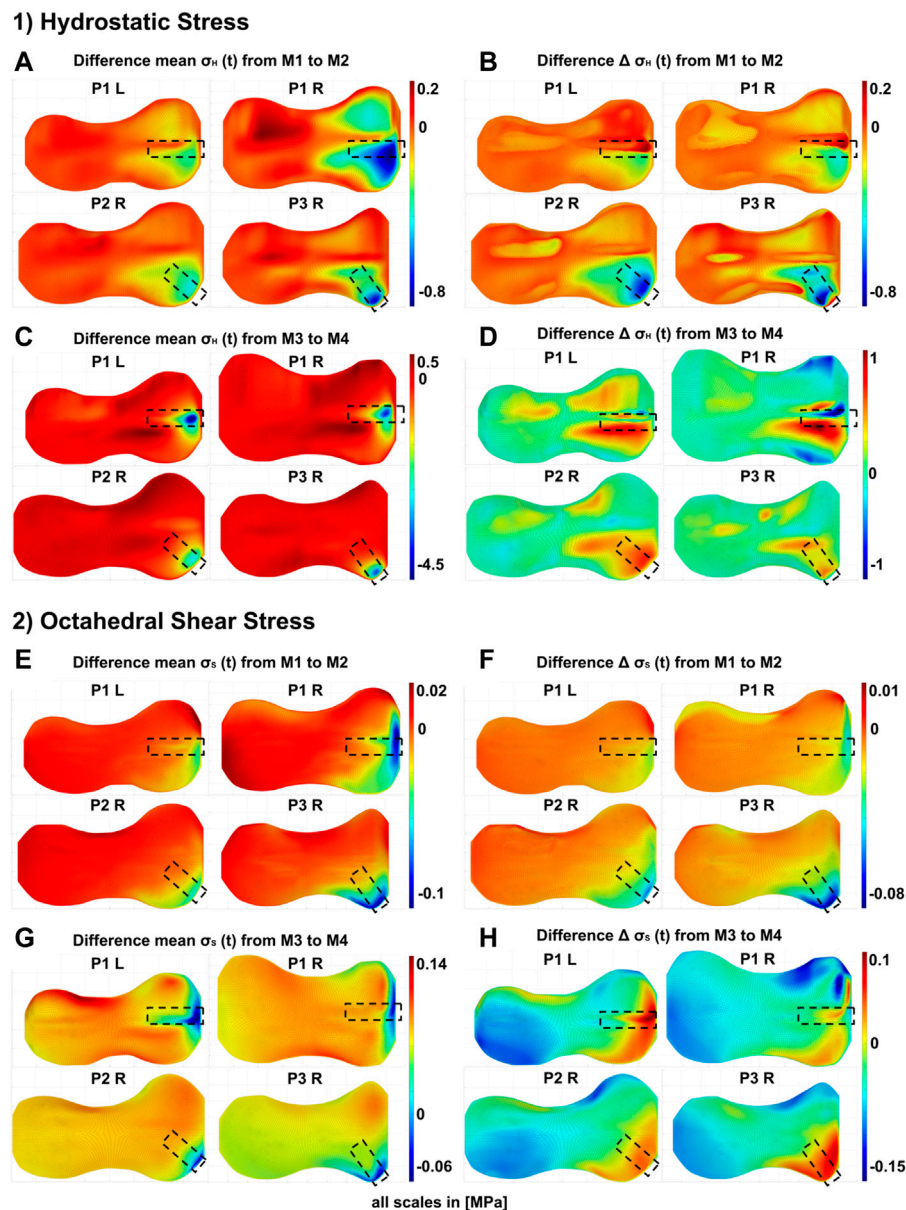 1) Hydrostatic Stress
A Difference mean σH (t) from M1 to M2
P1 L P1 R 0.2
0
P2 R P3 R
-0.8
B Difference Δ σH (t) from M1 to M2
P1 L P1 R 0.2
0
P2 R P3 R
-0.8
C Difference mean σH (t) from M3 to M4
P1 L P1 R 0.5
0
P2 R P3 R
-4.5
D Difference Δ σH (t) from M3 to M4
P1 L P1 R 1
0
P2 R P3 R
-1
2) Octahedral Shear Stress
E Difference mean σS (t) from M1 to M2
P1 L P1 R 0.02
0
P2 R P3 R
-0.1
F Difference Δ σS (t) from M1 to M2
P1 L P1 R 0.01
0
P2 R P3 R
-0.08
G Difference mean σS (t) from M3 to M4
P1 L P1 R 0.14
P2 R P3 R
0
-0.06
H Difference Δ σS (t) from M3 to M4
P1 L P1 R 0.1
0
P2 R P3 R
-0.15
all scales in [MPa]